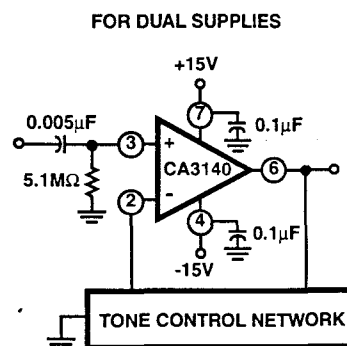 FOR DUAL SUPPLIES
+15V
7
0.1μF
0.005μF
3
+
CA3140
6
5.1MΩ
2
-
4
0.1μF
-15V
TONE CONTROL NETWORK